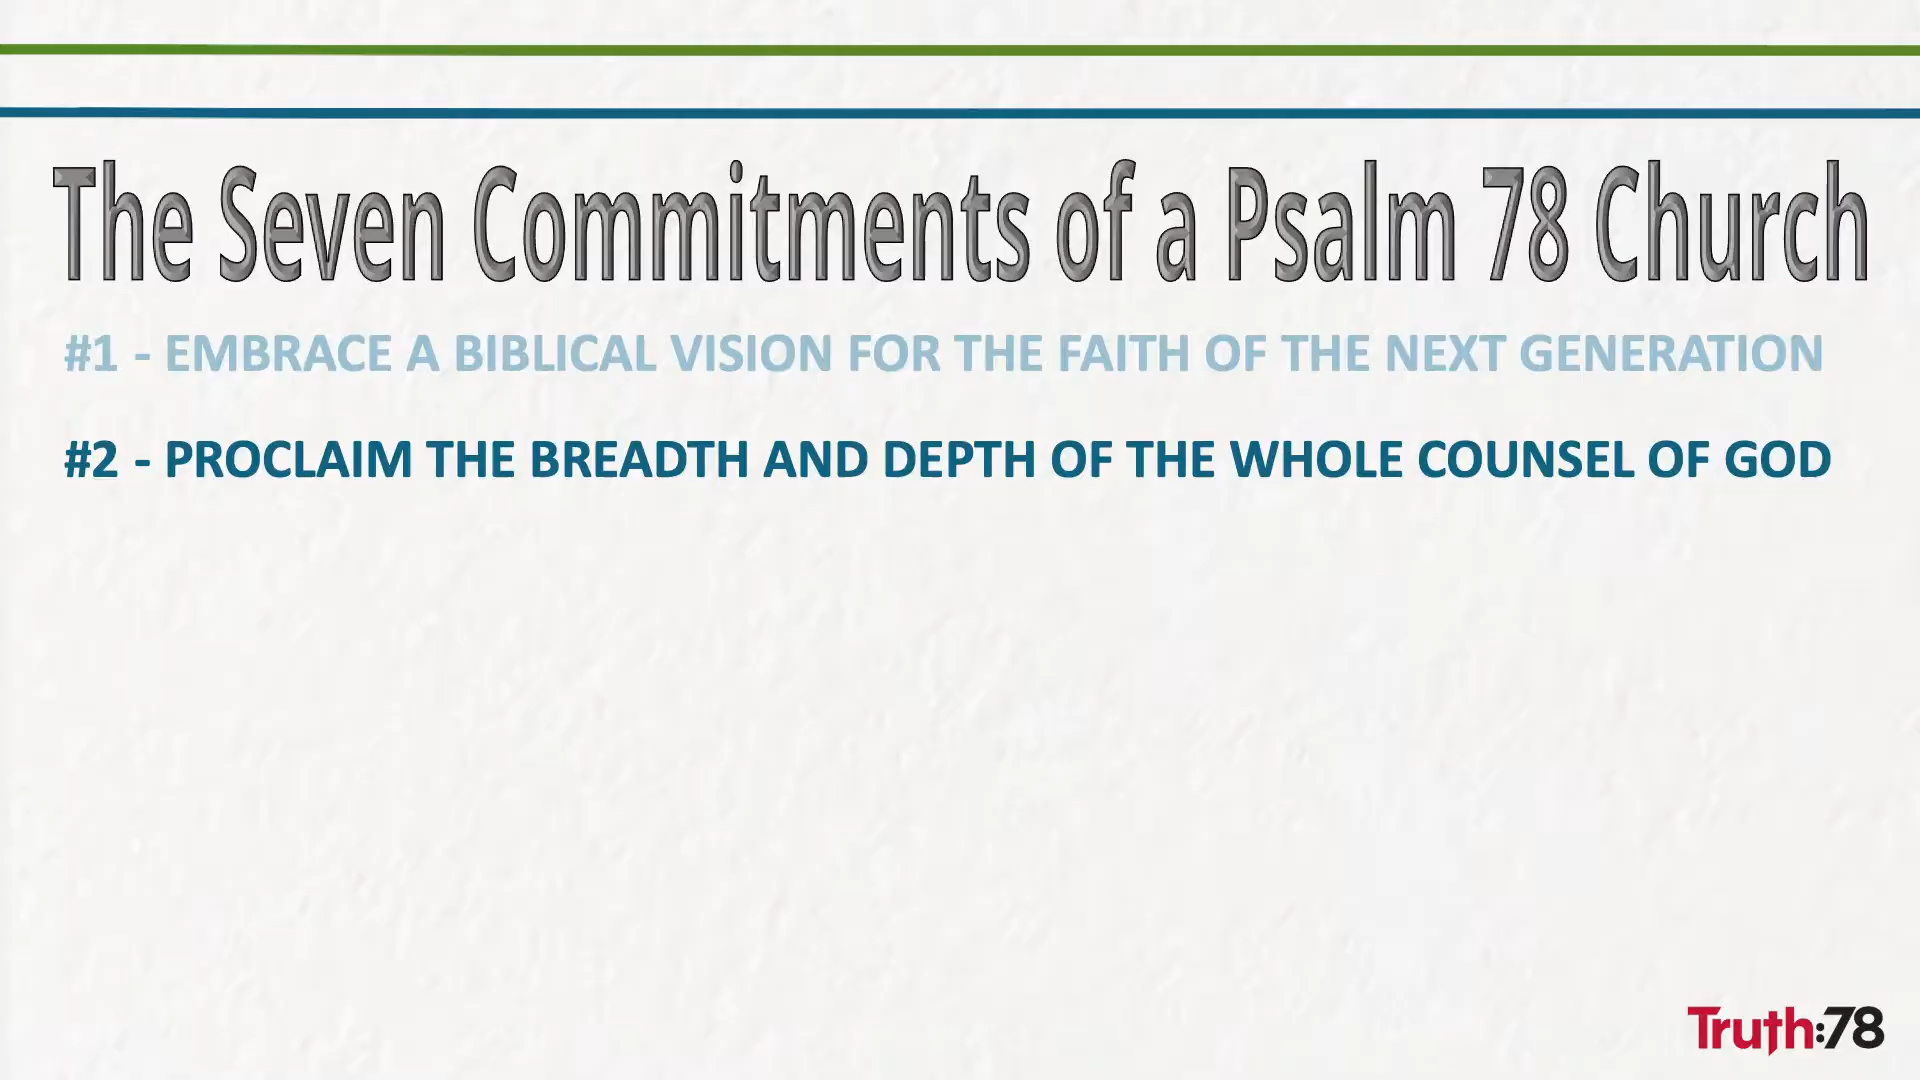 The Seven Commitments of a Psalm 78 Church
#1 - EMBRACE A BIBLICAL VISION FOR THE FAITH OF THE NEXT GENERATION
#2 - PROCLAIM THE BREADTH AND DEPTH OF THE WHOLE COUNSEL OF GOD
Truth:78